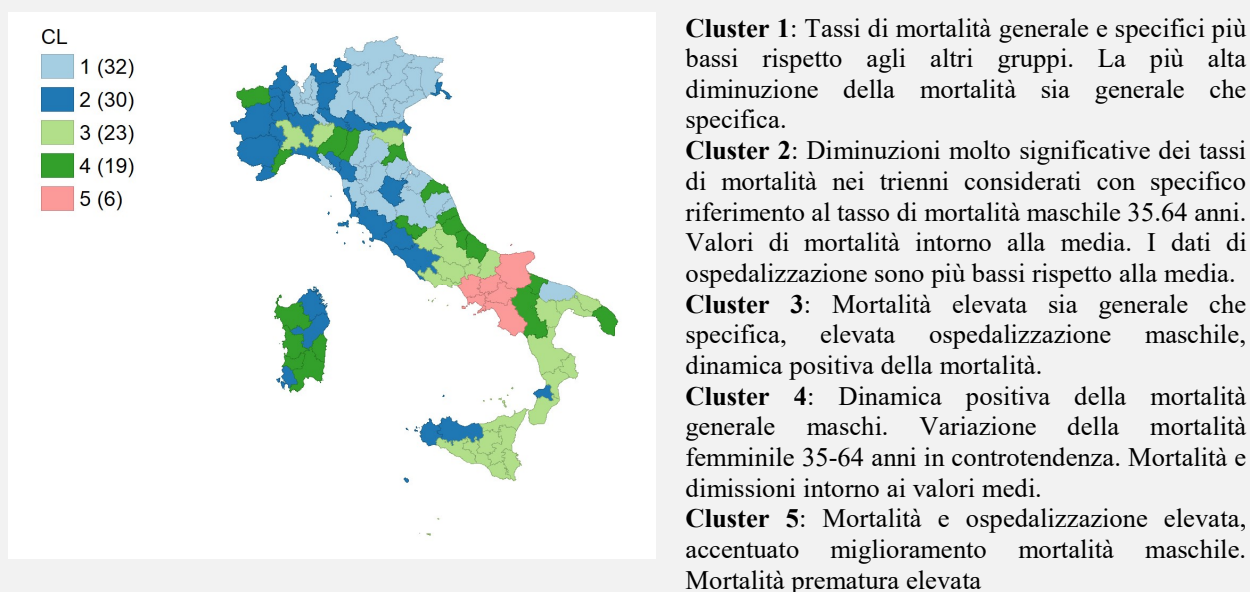 CL
1 (32)
2 (30)
3 (23)
4 (19)
5 (6)
Cluster 1: Tassi di mortalità generale e specifici più
bassi rispetto agli altri gruppi. La più alta
diminuzione della mortalità sia generale che
specifica.
Cluster 2: Diminuzioni molto significative dei tassi
di mortalità nei trienni considerati con specifico
riferimento al tasso di mortalità maschile 35.64 anni.
Valori di mortalità intorno alla media. I dati di
ospedalizzazione sono più bassi rispetto alla media.
Cluster 3: Mortalità elevata sia generale che
specifica, elevata ospedalizzazione maschile,
dinamica positiva della mortalità.
Cluster 4: Dinamica positiva della mortalità
generale maschi. Variazione della mortalità
femminile 35-64 anni in controtendenza. Mortalità e
dimissioni intorno ai valori medi.
Cluster 5: Mortalità e ospedalizzazione elevata,
accentuato miglioramento mortalità maschile.
Mortalità prematura elevata